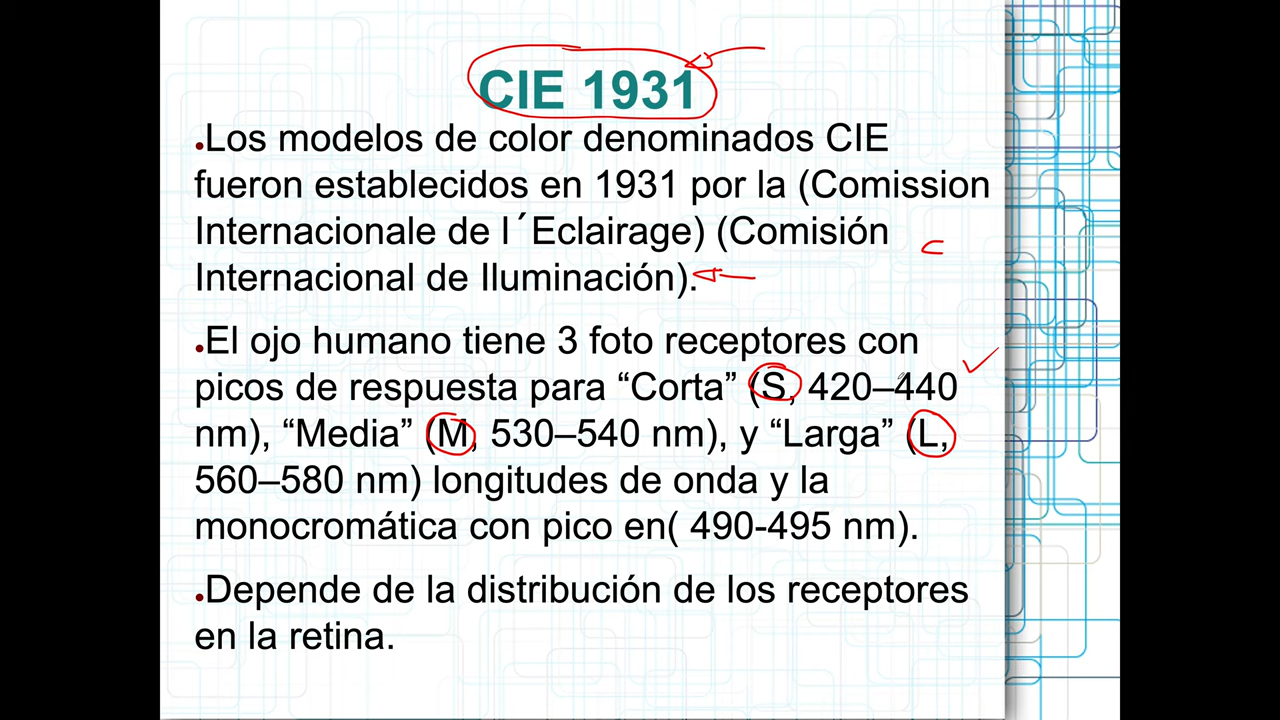 CIE 1931
●Los modelos de color denominados CIE
fueron establecidos en 1931 por la (Comission
Internacionale de l´Eclairage) (Comisión
Internacional de Iluminación).
●El ojo humano tiene 3 foto receptores con
picos de respuesta para “Corta” (S, 420–440
nm), “Media” (M, 530–540 nm), y “Larga” (L,
560–580 nm) longitudes de onda y la
monocromática con pico en( 490-495 nm).
●Depende de la distribución de los receptores
en la retina.